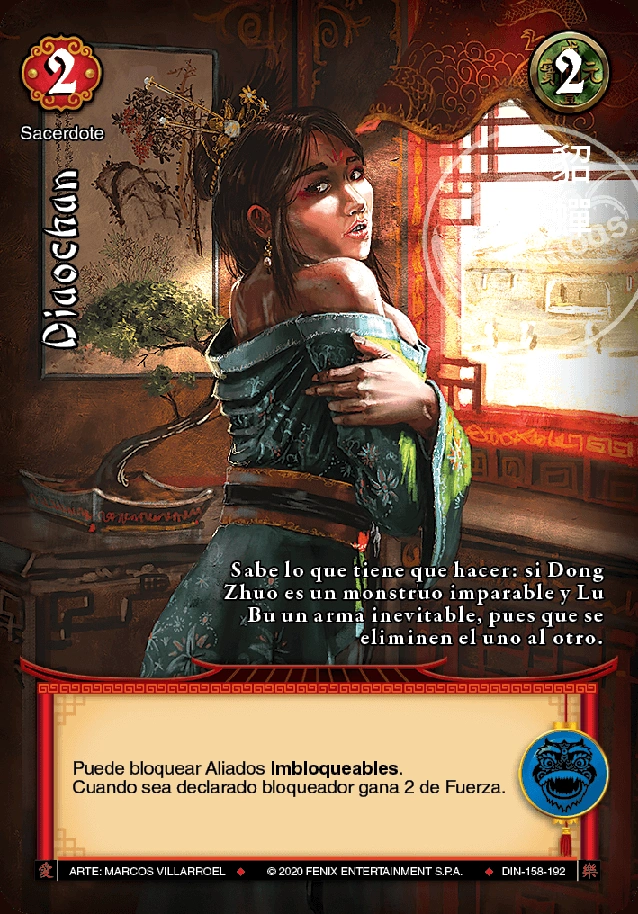 2
2
Sacerdote
Diaochan
貂
蟬
Sabe lo que tiene que hacer: si Dong
Zhuo es un monstruo imparable y Lu
Bu un arma inevitable, pues que se
eliminen el uno al otro.
Puede bloquear Aliados Imbloqueables.
Cuando sea declarado bloqueador gana 2 de Fuerza.
ARTE: MARCOS VILLARROEL ♦ © 2020 FENIX ENTERTAINMENT S.P.A. ♦ DIN-158-192